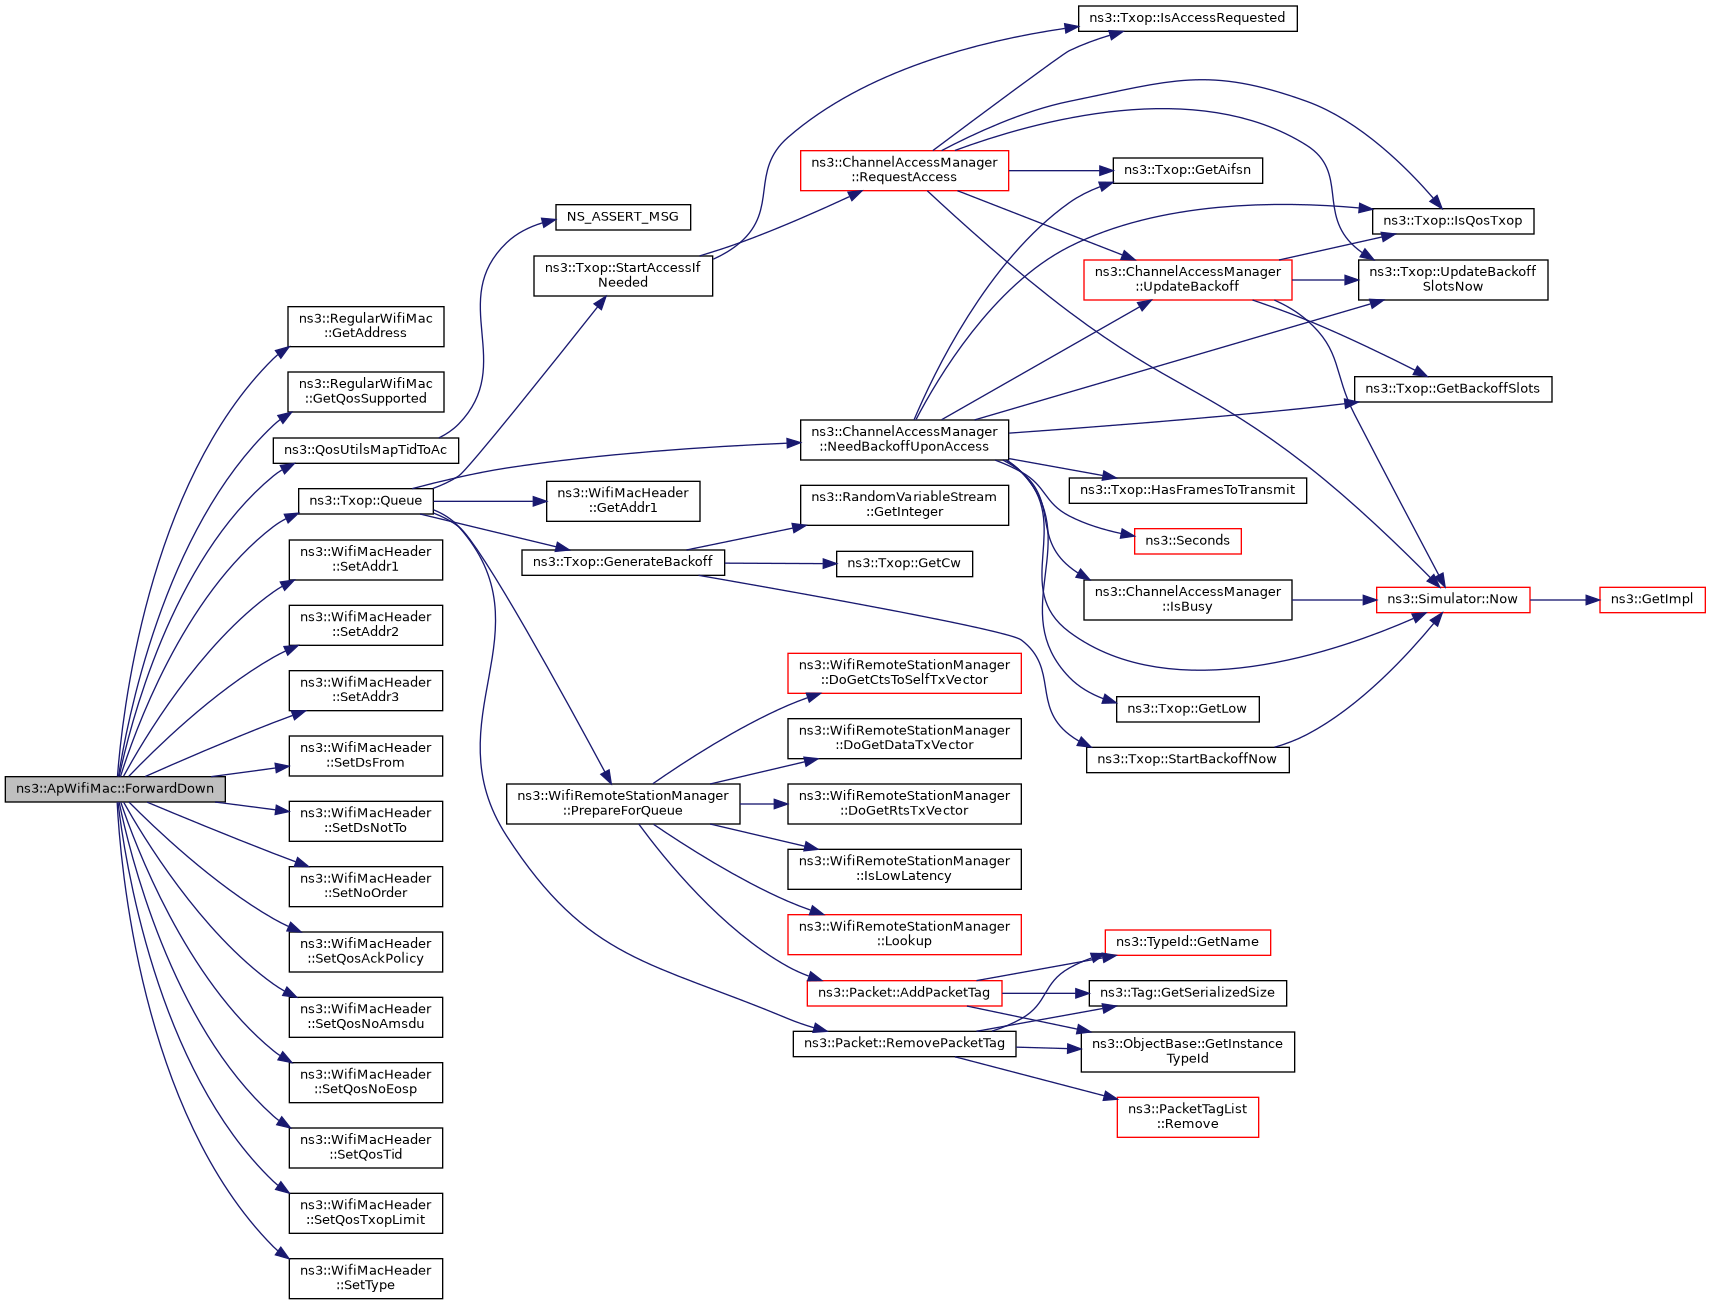 ns3::ApWifiMac::ForwardDown
ns3::RegularWifiMac
::GetAddress
ns3::RegularWifiMac
::GetQosSupported
ns3::QosUtilsMapTidToAc
ns3::Txop::Queue
ns3::WifiMacHeader
::SetAddr1
ns3::WifiMacHeader
::SetAddr2
ns3::WifiMacHeader
::SetAddr3
ns3::WifiMacHeader
::SetDsFrom
ns3::WifiMacHeader
::SetDsNotTo
ns3::WifiMacHeader
::SetNoOrder
ns3::WifiMacHeader
::SetQosAckPolicy
ns3::WifiMacHeader
::SetQosNoAmsdu
ns3::WifiMacHeader
::SetQosNoEosp
ns3::WifiMacHeader
::SetQosTid
ns3::WifiMacHeader
::SetQosTxopLimit
ns3::WifiMacHeader
::SetType
NS_ASSERT_MSG
ns3::Txop::StartAccessIf
Needed
ns3::WifiMacHeader
::GetAddr1
ns3::Txop::GenerateBackoff
ns3::WifiRemoteStationManager
::PrepareForQueue
ns3::ChannelAccessManager
::RequestAccess
ns3::ChannelAccessManager
::NeedBackoffUponAccess
ns3::RandomVariableStream
::GetInteger
ns3::Txop::GetCw
ns3::WifiRemoteStationManager
::DoGetCtsToSelfTxVector
ns3::WifiRemoteStationManager
::DoGetDataTxVector
ns3::WifiRemoteStationManager
::DoGetRtsTxVector
ns3::WifiRemoteStationManager
::IsLowLatency
ns3::WifiRemoteStationManager
::Lookup
ns3::Packet::AddPacketTag
ns3::Packet::RemovePacketTag
ns3::Txop::IsAccessRequested
ns3::Txop::GetAifsn
ns3::ChannelAccessManager
::UpdateBackoff
ns3::Txop::HasFramesToTransmit
ns3::Seconds
ns3::ChannelAccessManager
::IsBusy
ns3::Txop::GetLow
ns3::Txop::StartBackoffNow
ns3::TypeId::GetName
ns3::Tag::GetSerializedSize
ns3::ObjectBase::GetInstance
TypeId
ns3::PacketTagList
::Remove
ns3::Txop::IsQosTxop
ns3::Txop::UpdateBackoff
SlotsNow
ns3::Txop::GetBackoffSlots
ns3::Simulator::Now
ns3::GetImpl